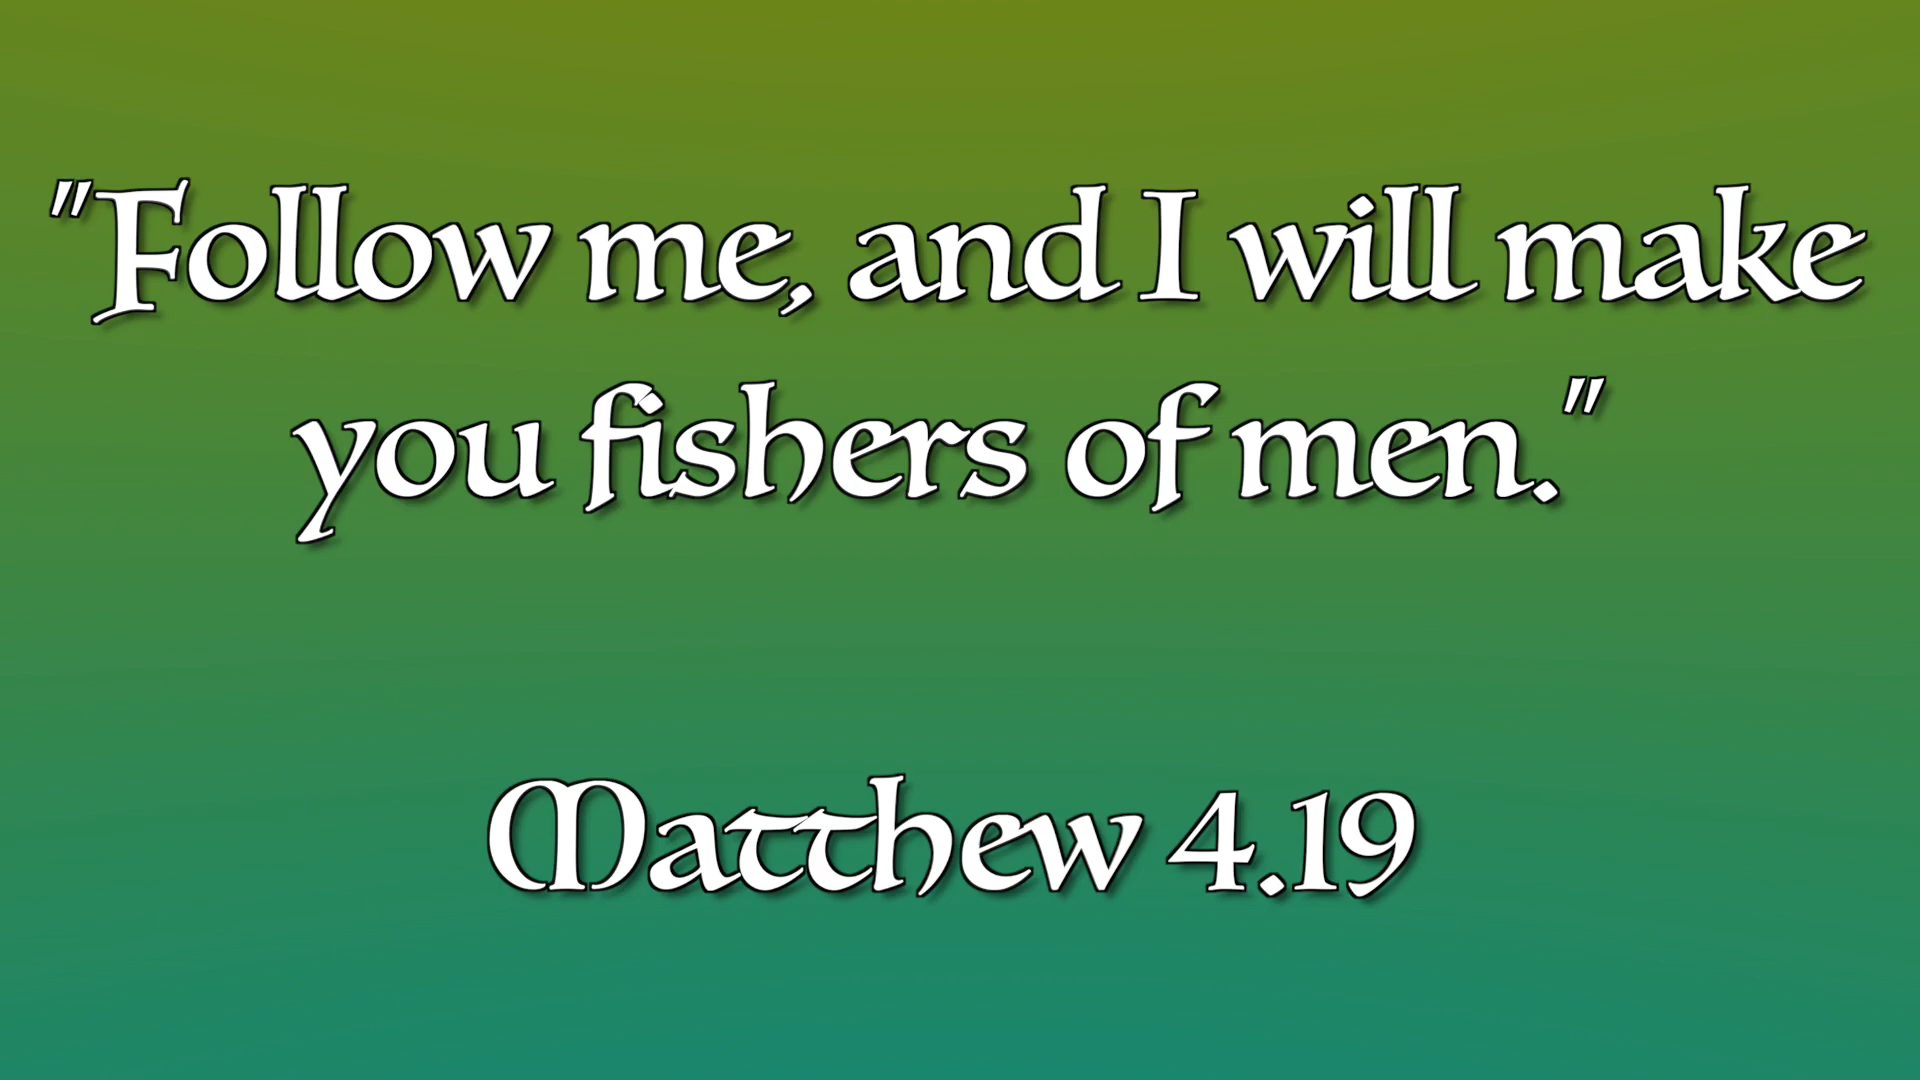 "Follow me, and I will make
you fishers of men."
Matthew 4.19